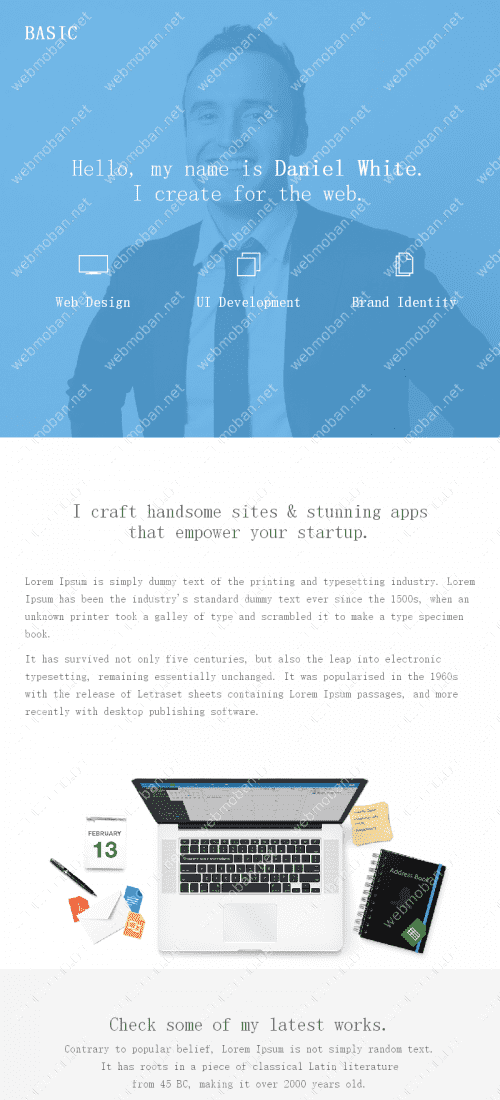 BASIC
Hello, my name is Daniel White.
I create for the web.
Web Design
UI Development
Brand Identity
I craft handsome sites & stunning apps
that empower your startup.
Lorem Ipsum is simply dummy text of the printing and typesetting industry. Lorem
Ipsum has been the industry's standard dummy text ever since the 1500s, when an
unknown printer took a galley of type and scrambled it to make a type specimen
book.
It has survived not only five centuries, but also the leap into electronic
typesetting, remaining essentially unchanged. It was popularised in the 1960s
with the release of Letraset sheets containing Lorem Ipsum passages, and more
recently with desktop publishing software.
FEBRUARY
13
Address Book
Check some of my latest works.
Contrary to popular belief, Lorem Ipsum is not simply random text.
It has roots in a piece of classical Latin literature
from 45 BC, making it over 2000 years old.
webmoban.net